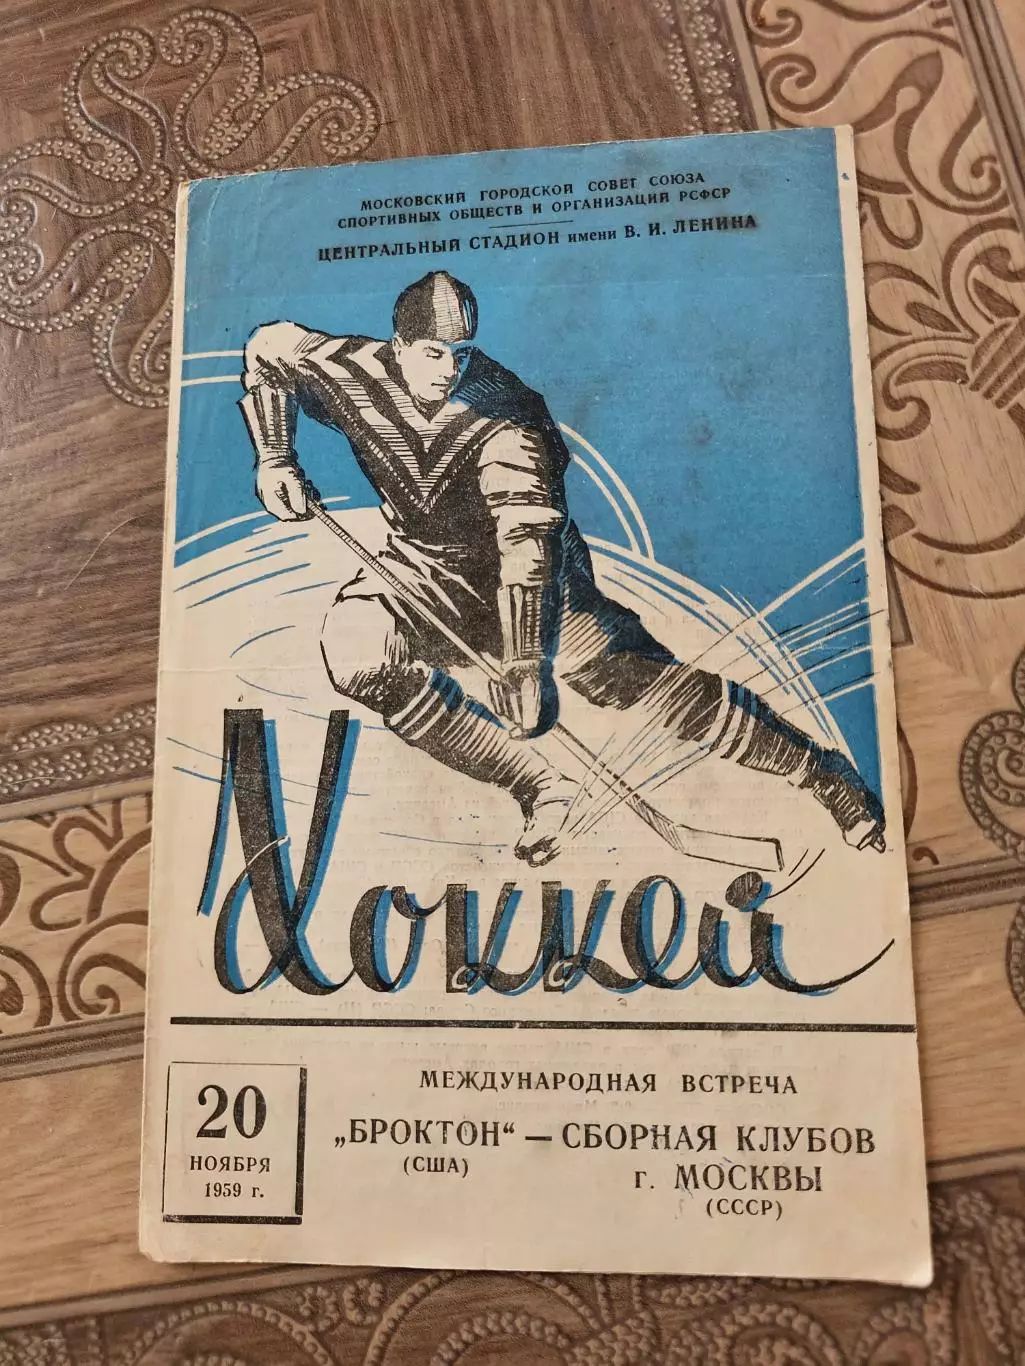 МОСКОВСКИЙ ГОРОДСКОЙ СОВЕТ СОЮЗА
СПОРТИВНЫХ ОБЩЕСТВ И ОРГАНИЗАЦИЙ РСФСР
ЦЕНТРАЛЬНЫЙ СТАДИОН имени В. И. ЛЕНИНА
Хоккей
20
НОЯБРЯ
1959 г.
МЕЖДУНАРОДНАЯ ВСТРЕЧА
„БРОКТОН“ — СБОРНАЯ КЛУБОВ
(США)
г. МОСКВЫ
(СССР)